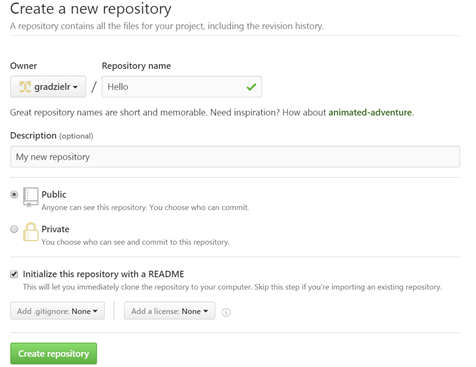 Create a new repository
A repository contains all the files for your project, including the revision history.
Owner Repository name
gradzielr / Hello
Great repository names are short and memorable. Need inspiration? How about animated-adventure.
Description (optional)
My new repository
Public
Anyone can see this repository. You choose who can commit.
Private
You choose who can see and commit to this repository.
Initialize this repository with a README
This will let you immediately clone the repository to your computer. Skip this step if you're importing an existing repository.
Add .gitignore: None Add a license: None
Create repository